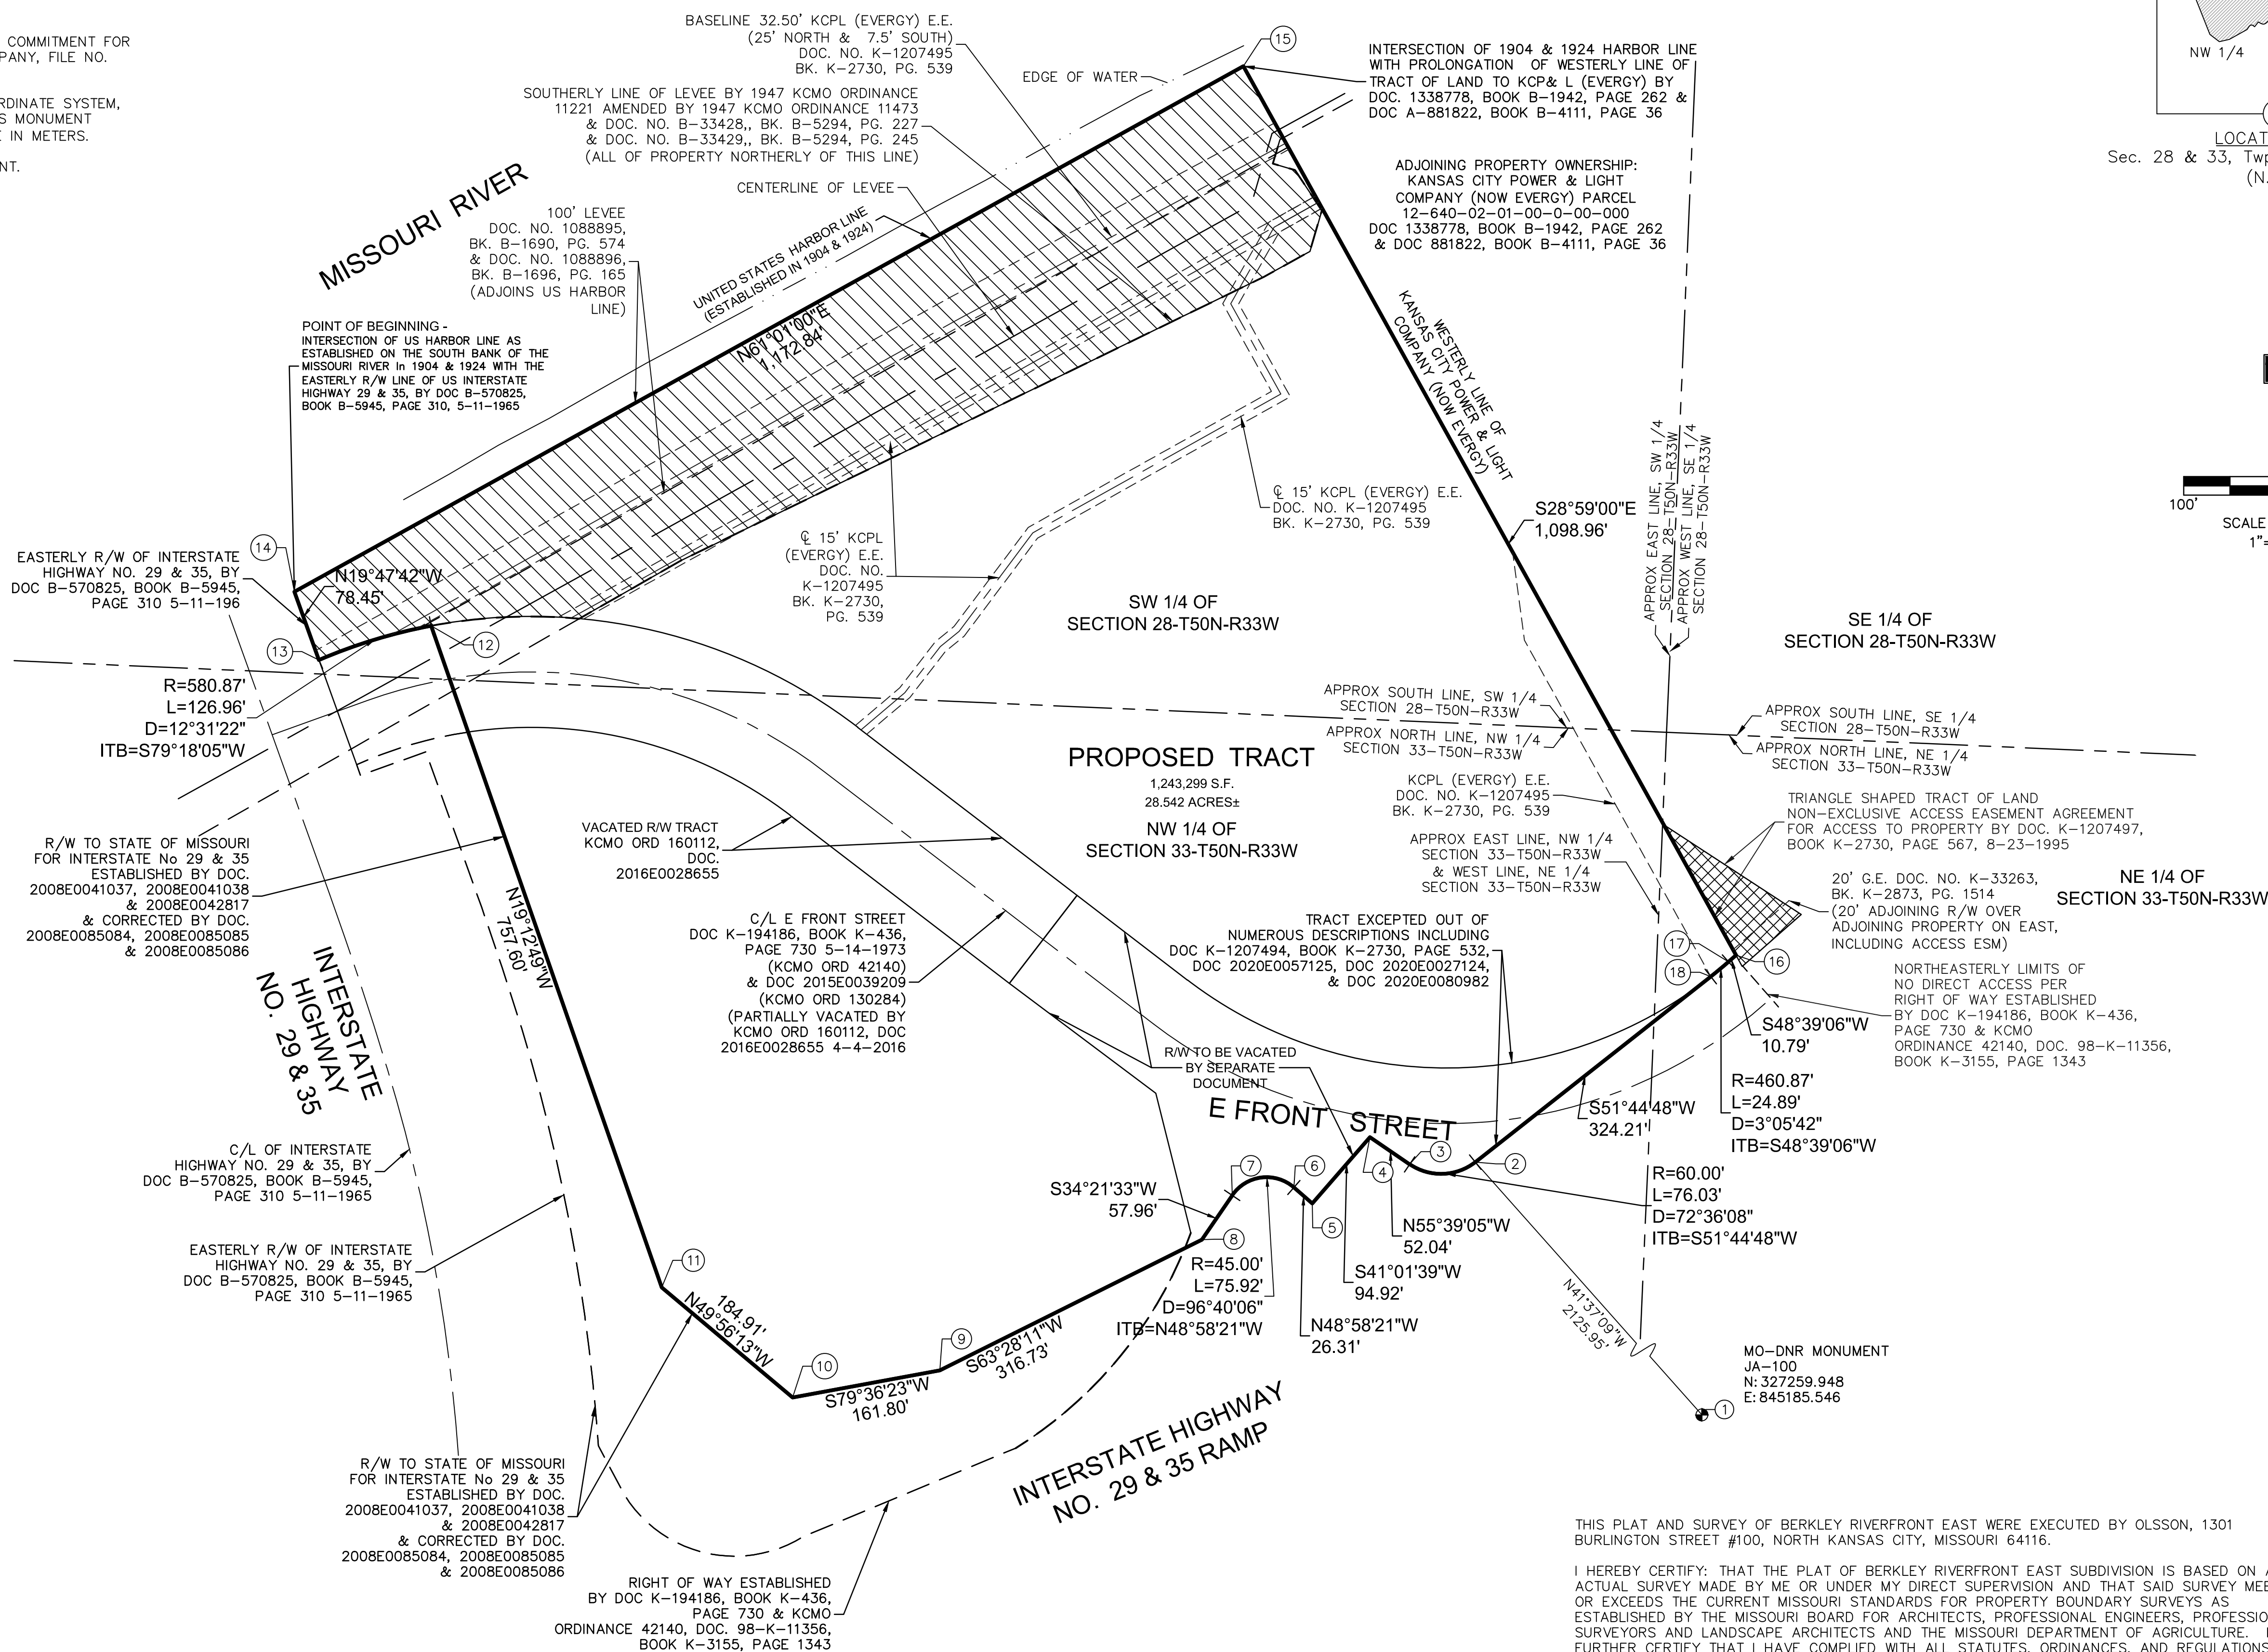 COMMITMENT FOR
PANY, FILE NO.
RDINATE SYSTEM,
S MONUMENT
E IN METERS.
NT.
BASELINE 32.50' KCPL (EVERGY) E.E.
(25' NORTH & 7.5' SOUTH)
DOC. NO. K-1207495
BK. K-2730, PG. 539
SOUTHERLY LINE OF LEVEE BY 1947 KCMO ORDINANCE
11221 AMENDED BY 1947 KCMO ORDINANCE 11473
& DOC. NO. B-33428,, BK. B-5294, PG. 227
& DOC. NO. B-33429,, BK. B-5294, PG. 245
(ALL OF PROPERTY NORTHERLY OF THIS LINE)
EDGE OF WATER
15
INTERSECTION OF 1904 & 1924 HARBOR LINE
WITH PROLONGATION OF WESTERLY LINE OF
TRACT OF LAND TO KCP& L (EVERGY) BY
DOC. 1338778, BOOK B-1942, PAGE 262 &
DOC A-881822, BOOK B-4111, PAGE 36
NW 1/4
Sec. 28 & 33, Twp
(N.
ADJOINING PROPERTY OWNERSHIP:
KANSAS CITY POWER & LIGHT
COMPANY (NOW EVERGY) PARCEL
12-640-02-01-00-0-00-000
DOC 1338778, BOOK B-1942, PAGE 262
& DOC 881822, BOOK B-4111, PAGE 36
MISSOURI RIVER
CENTERLINE OF LEVEE
100' LEVEE
DOC. NO. 1088895,
BK. B-1690, PG. 574
& DOC. NO. 1088896,
BK. B-1696, PG. 165
(ADJOINS US HARBOR
LINE)
UNITED STATES HARBOR LINE
(ESTABLISHED IN 1904 & 1924)
N61°01'00"E
1,172.84'
POINT OF BEGINNING -
INTERSECTION OF US HARBOR LINE AS
ESTABLISHED ON THE SOUTH BANK OF THE
MISSOURI RIVER In 1904 & 1924 WITH THE
EASTERLY R/W LINE OF US INTERSTATE
HIGHWAY 29 & 35, BY DOC B-570825,
BOOK B-5945, PAGE 310, 5-11-1965
WESTERLY LINE OF
KANSAS CITY POWER & LIGHT
COMPANY (NOW EVERGY)
APPROX EAST LINE, SW 1/4
SECTION 28-T50N-R33W
APPROX WEST LINE, SE 1/4
SECTION 28-T50N-R33W
100'
SCALE
℄ 15' KCPL (EVERGY) E.E.
DOC. NO. K-1207495
BK. K-2730, PG. 539
S28°59'00"E
1,098.96'
℄ 15' KCPL
(EVERGY) E.E.
DOC. NO.
K-1207495
BK. K-2730,
PG. 539
14
EASTERLY R/W OF INTERSTATE
HIGHWAY NO. 29 & 35, BY
DOC B-570825, BOOK B-5945,
PAGE 310 5-11-196
N19°47'42"W
78.45'
13
12
SW 1/4 OF
SECTION 28-T50N-R33W
SE 1/4 OF
SECTION 28-T50N-R33W
R=580.87'
L=126.96'
D=12°31'22"
ITB=S79°18'05"W
APPROX SOUTH LINE, SW 1/4
SECTION 28-T50N-R33W
APPROX NORTH LINE, NW 1/4
SECTION 33-T50N-R33W
APPROX SOUTH LINE, SE 1/4
SECTION 28-T50N-R33W
APPROX NORTH LINE, NE 1/4
SECTION 33-T50N-R33W
PROPOSED TRACT
1,243,299 S.F.
28.542 ACRES±
NW 1/4 OF
SECTION 33-T50N-R33W
KCPL (EVERGY) E.E.
DOC. NO. K-1207495
BK. K-2730, PG. 539
TRIANGLE SHAPED TRACT OF LAND
NON-EXCLUSIVE ACCESS EASEMENT AGREEMENT
FOR ACCESS TO PROPERTY BY DOC. K-1207497,
BOOK K-2730, PAGE 567, 8-23-1995
APPROX EAST LINE, NW 1/4
SECTION 33-T50N-R33W
& WEST LINE, NE 1/4
SECTION 33-T50N-R33W
VACATED R/W TRACT
KCMO ORD 160112,
DOC.
2016E0028655
R/W TO STATE OF MISSOURI
FOR INTERSTATE No 29 & 35
ESTABLISHED BY DOC.
2008E0041037, 2008E0041038
& 2008E0042817
& CORRECTED BY DOC.
2008E0085084, 2008E0085085
& 2008E0085086
20' G.E. DOC. NO. K-33263,
BK. K-2873, PG. 1514
(20' ADJOINING R/W OVER
ADJOINING PROPERTY ON EAST,
INCLUDING ACCESS ESM)
NE 1/4 OF
SECTION 33-T50N-R33W
N19°12'49"W
757.60'
C/L E FRONT STREET
DOC K-194186, BOOK K-436,
PAGE 730 5-14-1973
(KCMO ORD 42140)
& DOC 2015E0039209
(KCMO ORD 130284)
(PARTIALLY VACATED BY
KCMO ORD 160112, DOC
2016E0028655 4-4-2016
TRACT EXCEPTED OUT OF
NUMEROUS DESCRIPTIONS INCLUDING
DOC K-1207494, BOOK K-2730, PAGE 532,
DOC 2020E0057125, DOC 2020E0027124,
& DOC 2020E0080982
17
18
16
NORTHEASTERLY LIMITS OF
NO DIRECT ACCESS PER
RIGHT OF WAY ESTABLISHED
BY DOC K-194186, BOOK K-436,
PAGE 730 & KCMO
ORDINANCE 42140, DOC. 98-K-11356,
BOOK K-3155, PAGE 1343
S48°39'06"W
10.79'
INTERSTATE
HIGHWAY
NO. 29 & 35
R/W TO BE VACATED
BY SEPARATE
DOCUMENT
E FRONT STREET
S51°44'48"W
324.21'
R=460.87'
L=24.89'
D=3°05'42"
ITB=S48°39'06"W
C/L OF INTERSTATE
HIGHWAY NO. 29 & 35, BY
DOC B-570825, BOOK B-5945,
PAGE 310 5-11-1965
7
6
4
3
2
S34°21'33"W
57.96'
5
8
R=60.00'
L=76.03'
D=72°36'08"
ITB=S51°44'48"W
N55°39'05"W
52.04'
EASTERLY R/W OF INTERSTATE
HIGHWAY NO. 29 & 35, BY
DOC B-570825, BOOK B-5945,
PAGE 310 5-11-1965
11
R=45.00'
L=75.92'
D=96°40'06"
ITB=N48°58'21"W
S41°01'39"W
94.92'
N48°58'21"W
26.31'
N41°37'09"W
2125.95'
184.91'
N49°56'13"W
9
10
S63°28'11"W
316.73'
S79°36'23"W
161.80'
MO-DNR MONUMENT
JA-100
N: 327259.948
E: 845185.546
1
INTERSTATE HIGHWAY
NO. 29 & 35 RAMP
R/W TO STATE OF MISSOURI
FOR INTERSTATE No 29 & 35
ESTABLISHED BY DOC.
2008E0041037, 2008E0041038
& 2008E0042817
& CORRECTED BY DOC.
2008E0085084, 2008E0085085
& 2008E0085086
RIGHT OF WAY ESTABLISHED
BY DOC K-194186, BOOK K-436,
PAGE 730 & KCMO
ORDINANCE 42140, DOC. 98-K-11356,
BOOK K-3155, PAGE 1343
THIS PLAT AND SURVEY OF BERKLEY RIVERFRONT EAST WERE EXECUTED BY OLSSON, 1301
BURLINGTON STREET #100, NORTH KANSAS CITY, MISSOURI 64116.
I HEREBY CERTIFY: THAT THE PLAT OF BERKLEY RIVERFRONT EAST SUBDIVISION IS BASED ON A
ACTUAL SURVEY MADE BY ME OR UNDER MY DIRECT SUPERVISION AND THAT SAID SURVEY MEE
OR EXCEEDS THE CURRENT MISSOURI STANDARDS FOR PROPERTY BOUNDARY SURVEYS AS
ESTABLISHED BY THE MISSOURI BOARD FOR ARCHITECTS, PROFESSIONAL ENGINEERS, PROFESSIO
SURVEYORS AND LANDSCAPE ARCHITECTS AND THE MISSOURI DEPARTMENT OF AGRICULTURE.
FURTHER CERTIFY THAT I HAVE COMPLIED WITH ALL STATUTES, ORDINANCES, AND REGULATIONS